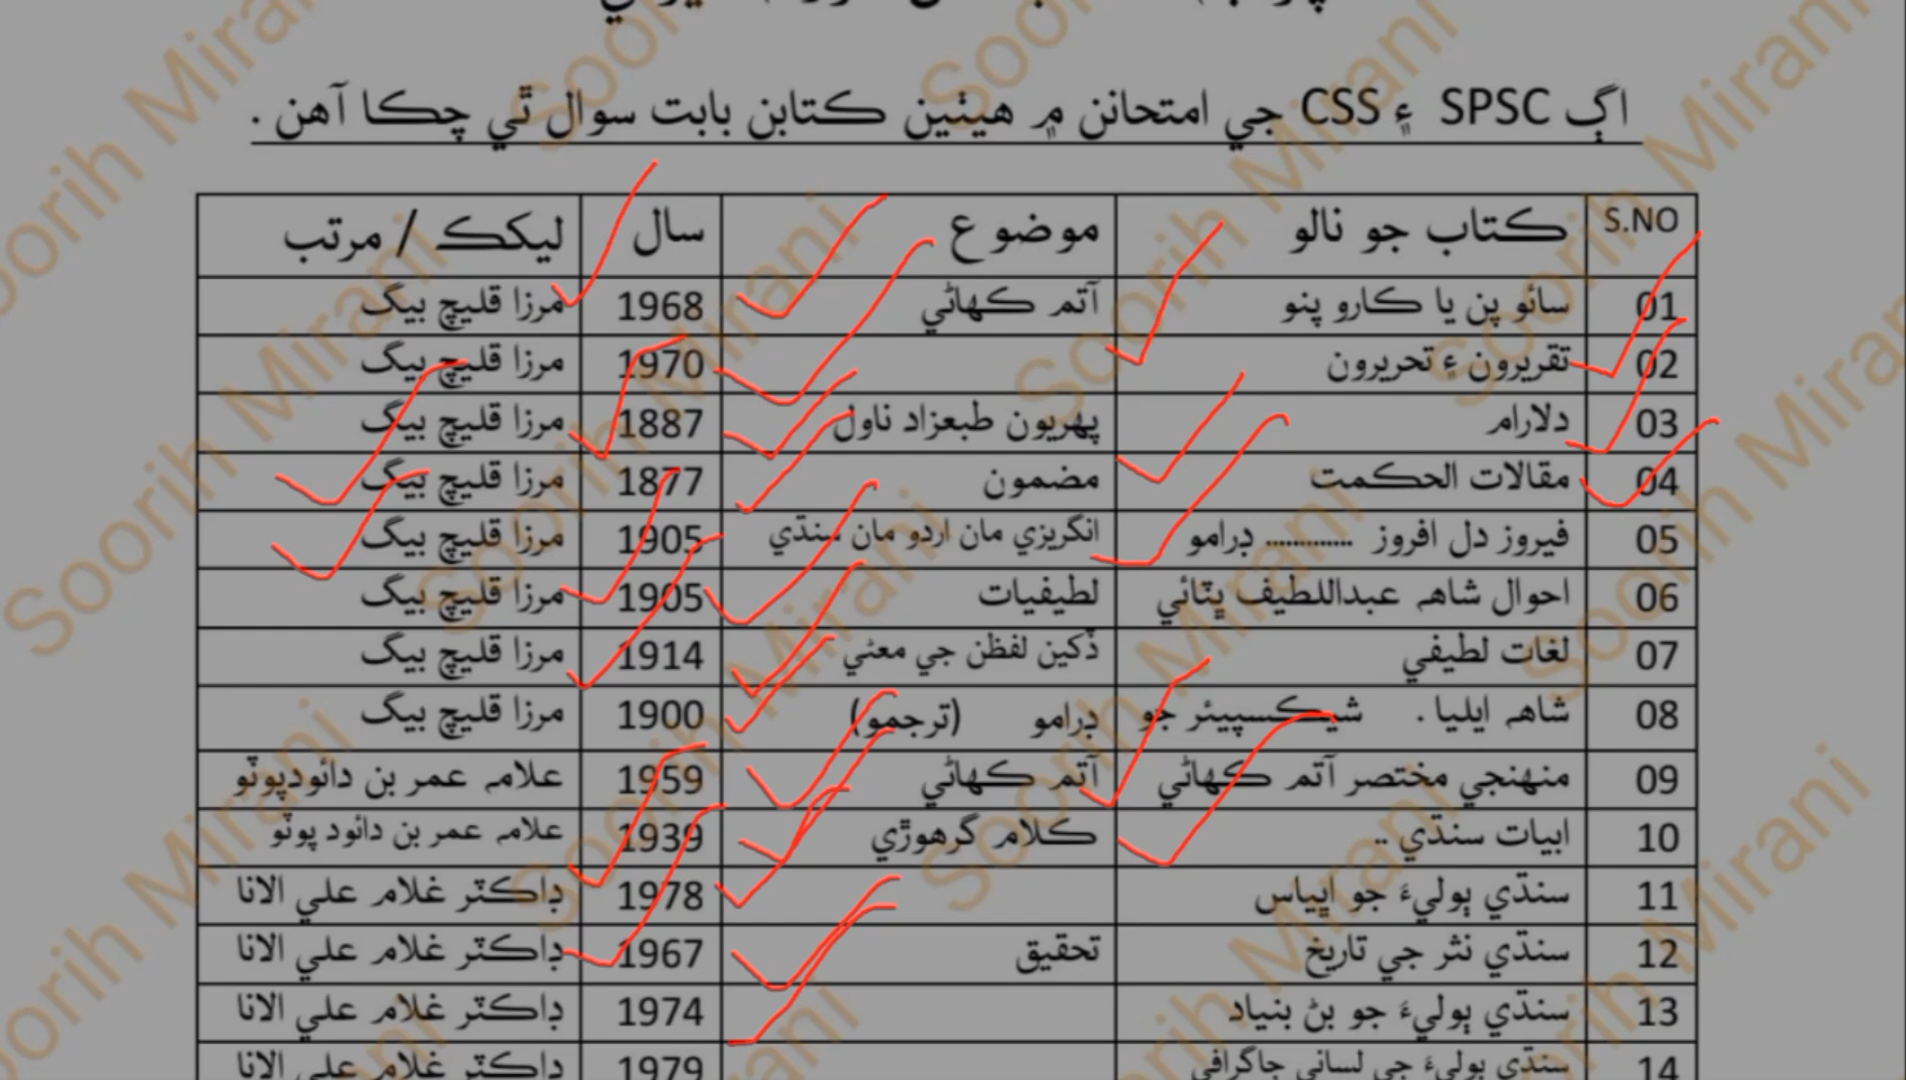 اڳ SPSC ۽ CSS جي امتحانن ۾ هيٺين ڪتابن بابت سوال ٿي چڪا آهن .
S.NO ڪتاب جو نالو موضوع سال ليکڪ / مرتب
01 سائو پن يا ڪارو پنو آتم ڪهاڻي 1968 مرزا قليچ بيگ
02 تقريرون ۽ تحريرون 1970 مرزا قليچ بيگ
03 دلارام پهريون طبعزاد ناول 1887 مرزا قليچ بيگ
04 مقالات الحڪمت مضمون 1877 مرزا قليچ بيگ
05 فيروز دل افروز ............. ڊرامو انگريزي مان اردو مان سنڌي 1905 مرزا قليچ بيگ
06 احوال شاهه عبداللطيف ڀٽائي لطيفيات 1905 مرزا قليچ بيگ
07 لغات لطيفي ڏکين لفظن جي معنيٰ 1914 مرزا قليچ بيگ
08 شاهه ايليا . شيڪسپيئر جو ڊرامو (ترجمو) 1900 مرزا قليچ بيگ
09 منهنجي مختصر آتم ڪهاڻي آتم ڪهاڻي 1959 علامه عمر بن دائودپوٽو
10 ابيات سنڌي .. ڪلام گرهوڙي 1939 علامه عمر بن دائود پوٽو
11 سنڌي ٻوليءَ جو اڀياس 1978 ڊاڪٽر غلام علي الانا
12 سنڌي نثر جي تاريخ تحقيق 1967 ڊاڪٽر غلام علي الانا
13 سنڌي ٻوليءَ جو بڻ بنياد 1974 ڊاڪٽر غلام علي الانا
14 سنڌي ٻوليءَ جي لساني جاگرافي 1979 ڊاڪٽر غلام علي الانا
Soorih Mirani